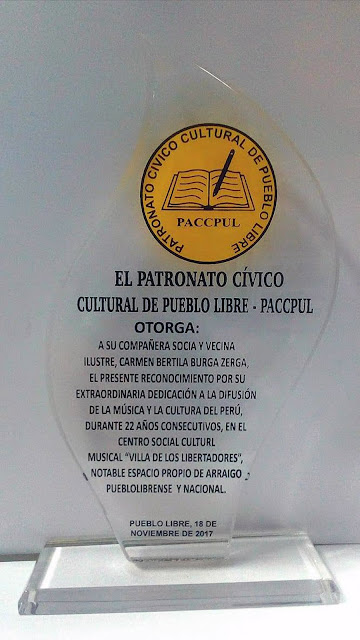 PATRONATO CIVICO CULTURAL DE PUEBLO LIBRE
PACCPUL
EL PATRONATO CÍVICO
CULTURAL DE PUEBLO LIBRE - PACCPUL
OTORGA:
A SU COMPAÑERA SOCIA Y VECINA
ILUSTRE, CARMEN BERTILA BURGA ZERGA,
EL PRESENTE RECONOCIMIENTO POR SU
EXTRAORDINARIA DEDICACIÓN A LA DIFUSIÓN
DE LA MÚSICA Y LA CULTURA DEL PERÚ,
DURANTE 22 AÑOS CONSECUTIVOS, EN EL
CENTRO SOCIAL CULTURL
MUSICAL "VILLA DE LOS LIBERTADORES",
NOTABLE ESPACIO PROPIO DE ARRAIGO
PUEBLOLIBRENSE Y NACIONAL.
PUEBLO LIBRE, 18 DE
NOVIEMBRE DE 2017